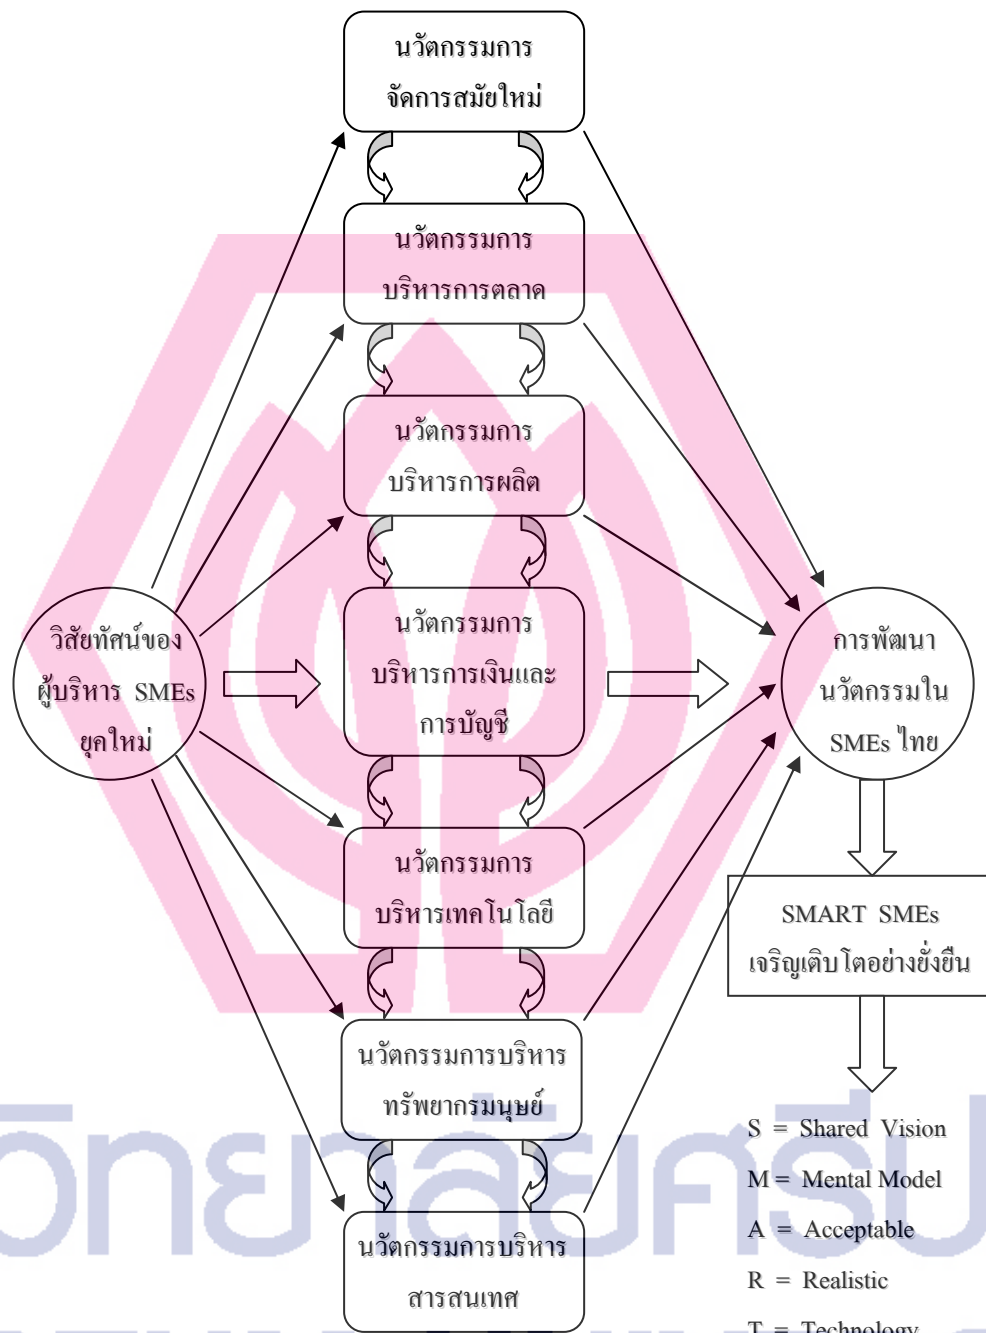 นวัตกรรมการ
จัดการสมัยใหม่
นวัตกรรมการ
บริหารการตลาด
นวัตกรรมการ
บริหารการผลิต
วิสัยทัศน์ของ
ผู้บริหาร SMEs
ยุคใหม่
นวัตกรรมการ
บริหารการเงินและ
การบัญชี
การพัฒนา
นวัตกรรมใน
SMEs ไทย
นวัตกรรมการ
บริหารเทคโนโลยี
SMART SMEs
เจริญเติบโตอย่างยั่งยืน
นวัตกรรมการบริหาร
ทรัพยากรมนุษย์
นวัตกรรมการบริหาร
สารสนเทศ
S = Shared Vision
M = Mental Model
A = Acceptable
R = Realistic
T = Technology
วิทยาลัยศรีป